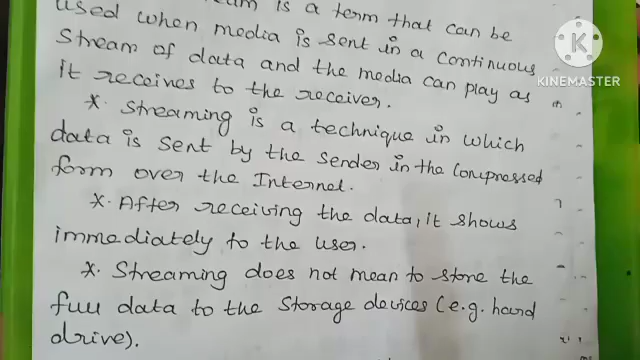 is a term that can be
used when media is sent in a continuous
stream of data and the media can play as
it receives to the receiver.
* Streaming is a technique in which
data is sent by the sender in the compressed
form over the Internet.
* After receiving the data, it shows
immediately to the user.
* Streaming does not mean to store the
full data to the storage devices (e.g. hard
drive).
KINEMASTER